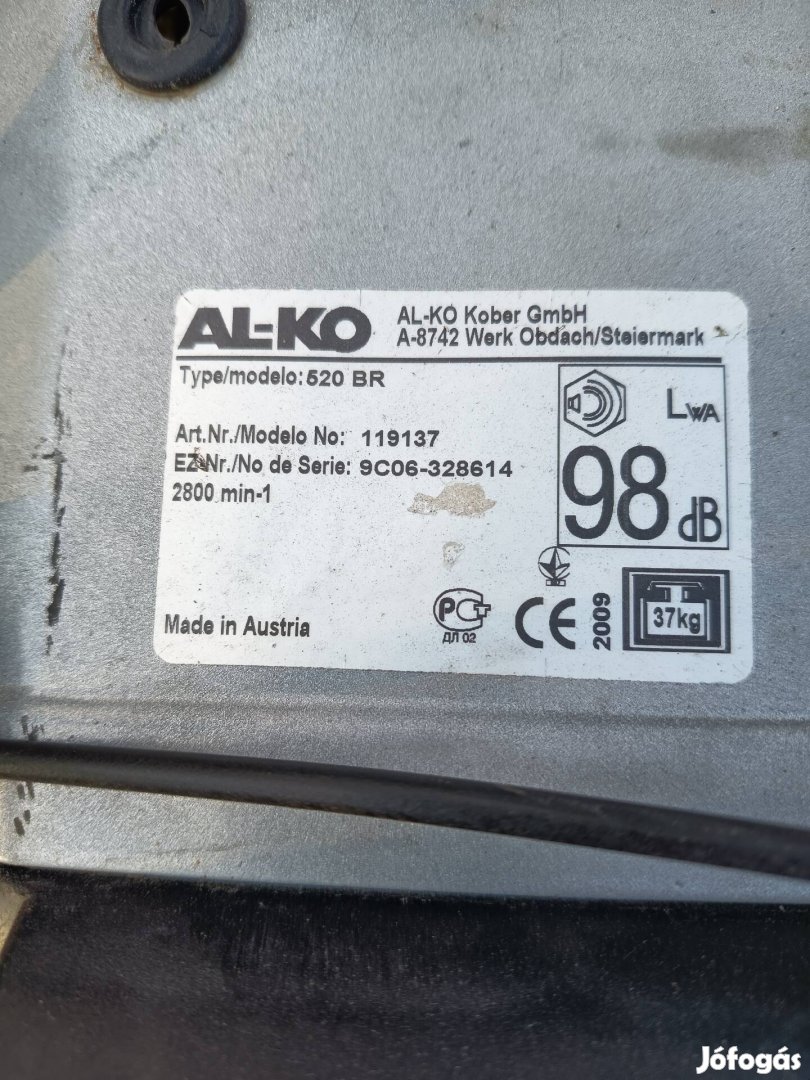 AL-KO
AL-KO Kober GmbH
A-8742 Werk Obdach/Steiermark
Type/modelo: 520 BR
Art.Nr./Modelo No: 119137
EZ-Nr./No de Serie: 9C06-328614
2800 min-1
LWA
98 dB
Made in Austria
РСТ
ДЛ 02
CE
2009
37kg
Jófogás